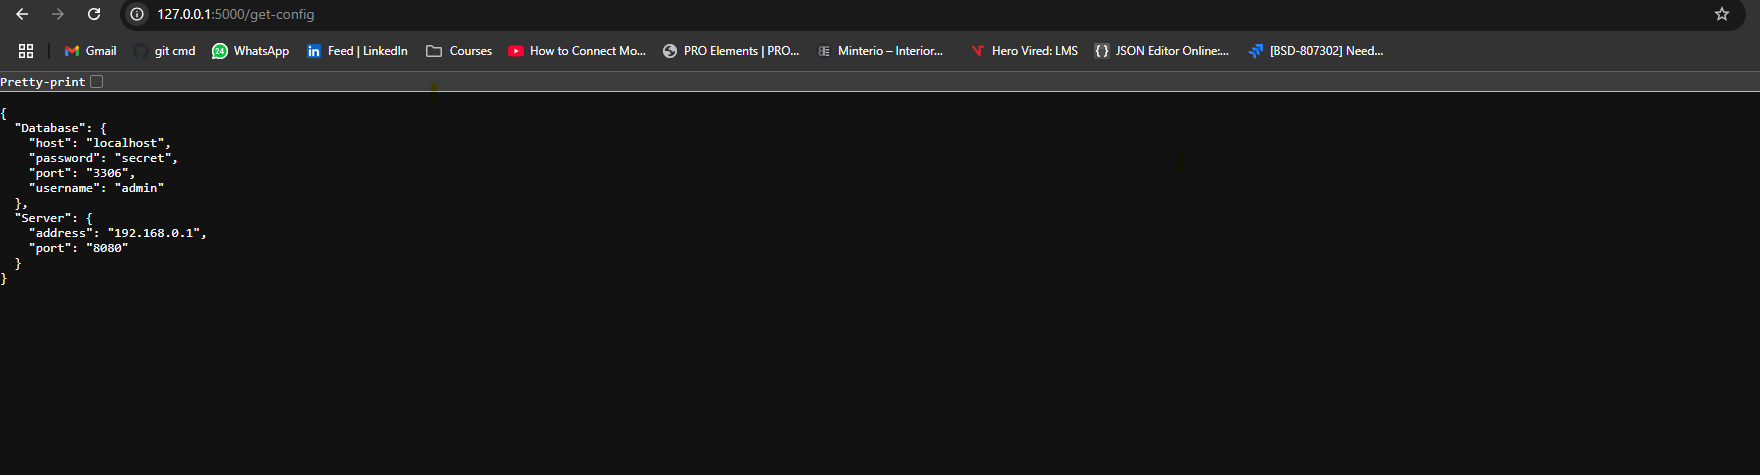 127.0.0.1:5000/get-config
Gmail git cmd 24 WhatsApp in Feed | LinkedIn Courses How to Connect Mo... PRO Elements | PRO... Minterio – Interior... Hero Vired: LMS {} JSON Editor Online:... [BSD-807302] Need...
Pretty-print
{
  "Database": {
    "host": "localhost",
    "password": "secret",
    "port": "3306",
    "username": "admin"
  },
  "Server": {
    "address": "192.168.0.1",
    "port": "8080"
  }
}